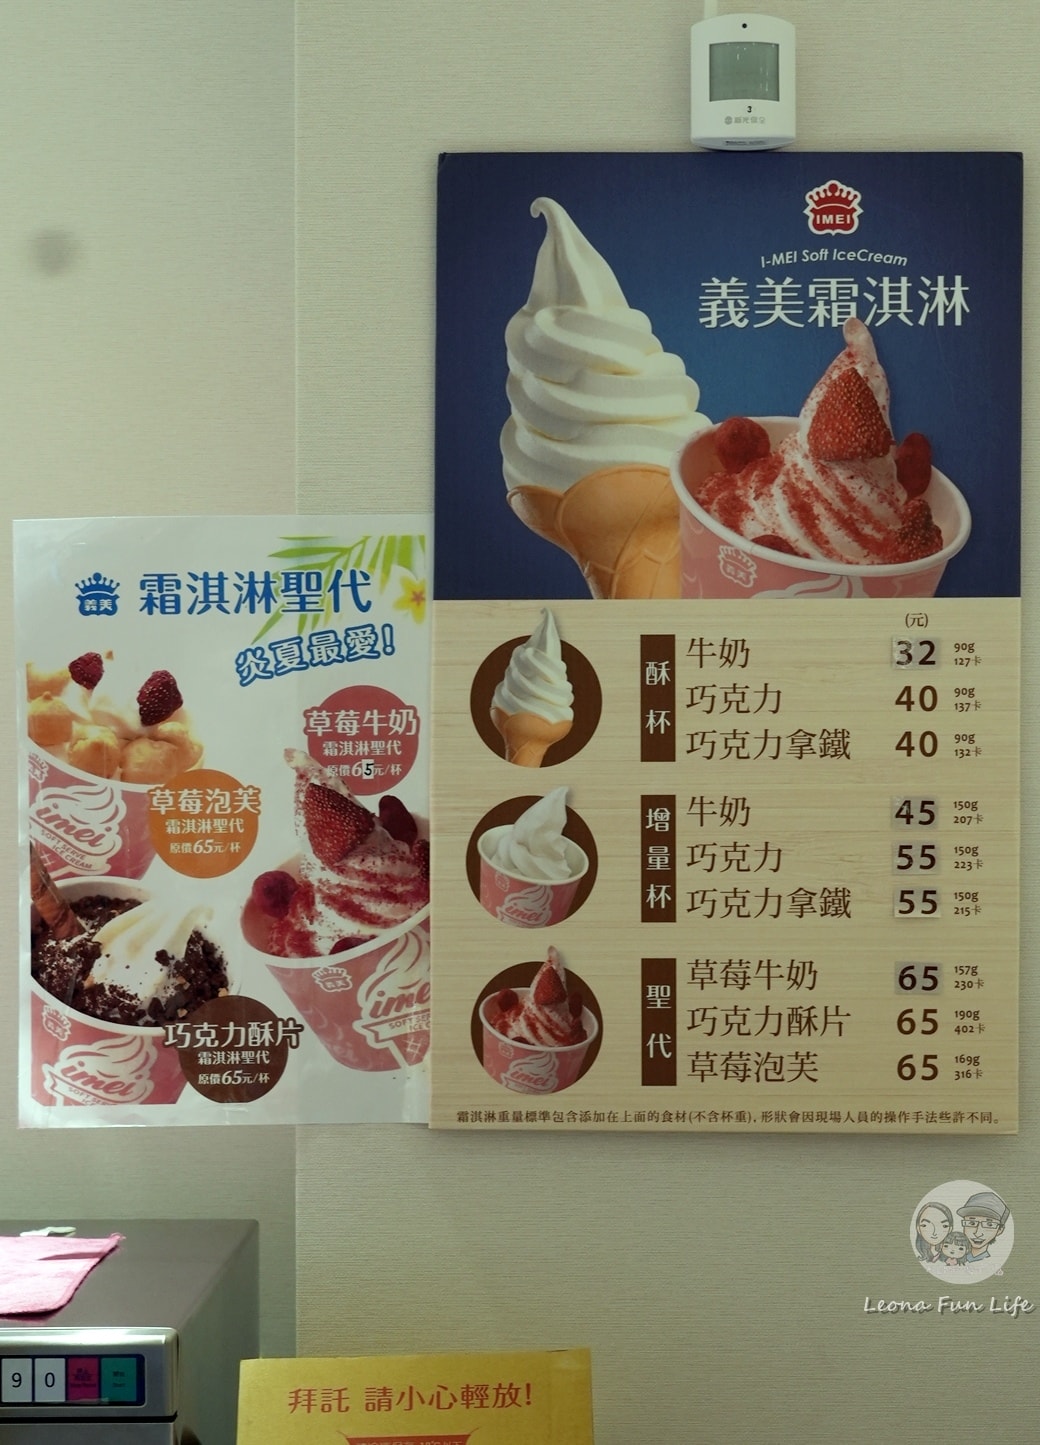 3
IMEI
I-MEI Soft IceCream
義美霜淇淋
(元)
酥杯
牛奶 32 90g 127卡
巧克力 40 90g 137卡
巧克力拿鐵 40 90g 132卡
增量杯
牛奶 45 150g 207卡
巧克力 55 150g 223卡
巧克力拿鐵 55 150g 215卡
聖代
草莓牛奶 65 157g 230卡
巧克力酥片 65 190g 402卡
草莓泡芙 65 169g 316卡
霜淇淋重量標準包含添加在上面的食材(不含杯重),形狀會因現場人員的操作手法些許不同。
義美
霜淇淋聖代
炎夏最愛!
草莓牛奶
霜淇淋聖代
原價65元/杯
草莓泡芙
霜淇淋聖代
原價65元/杯
imei
SOFT SERVE
ICE CREAM
巧克力酥片
霜淇淋聖代
原價65元/杯
imei
義美
imei
Leona Fun Life
9 0
拜託 請小心輕放!